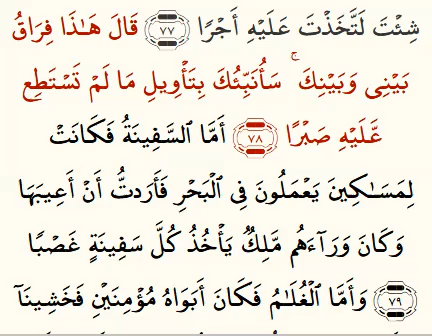 شِئْتَ لَتَّخَذْتَ عَلَيْهِ أَجْرًا ٧٧ قَالَ هَـٰذَا فِرَاقُ
بَيْنِى وَبَيْنِكَ ۚ سَأُنَبِّئُكَ بِتَأْوِيلِ مَا لَمْ تَسْتَطِع
عَّلَيْهِ صَبْرًا ٧٨ أَمَّا ٱلسَّفِينَةُ فَكَانَتْ
لِمَسَـٰكِينَ يَعْمَلُونَ فِى ٱلْبَحْرِ فَأَرَدتُّ أَنْ أَعِيبَهَا
وَكَانَ وَرَآءَهُم مَّلِكٌ يَأْخُذُ كُلَّ سَفِينَةٍ غَصْبًا
٧٩ وَأَمَّا ٱلْغُلَـٰمُ فَكَانَ أَبَوَاهُ مُؤْمِنَيْنِ فَخَشِينَآ